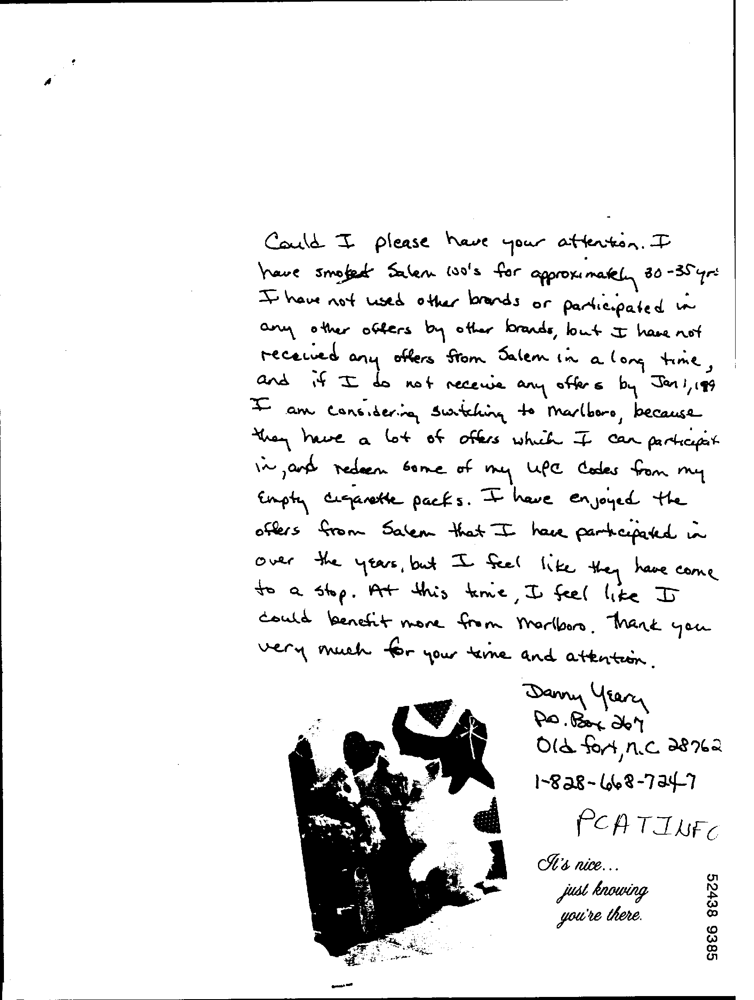 Could I please have your attention. I
have smoked Salem 100's for approximately 30-35 yrs
I have not used other brands or participated in
any other offers by other brands, but I have not
received any offers from Salem in a long time,
and if I do not receive any offers by Jan 1, 199
I am considering switching to Marlboro, because
they have a lot of offers which I can participat
in, and redeem some of my UPC Codes from my
Empty cigarette packs. I have enjoyed the
offers from Salem that I have participated in
over the years, but I feel like they have come
to a stop. At this time, I feel like I
could benefit more from Marlboro. Thank you
very much for your time and attention.
Danny Yeary
P.O. Box 267
Old fort, N.C. 28762
1-828-668-7247
PCATINFO
It's nice...
just knowing
you're there.
52438 9385